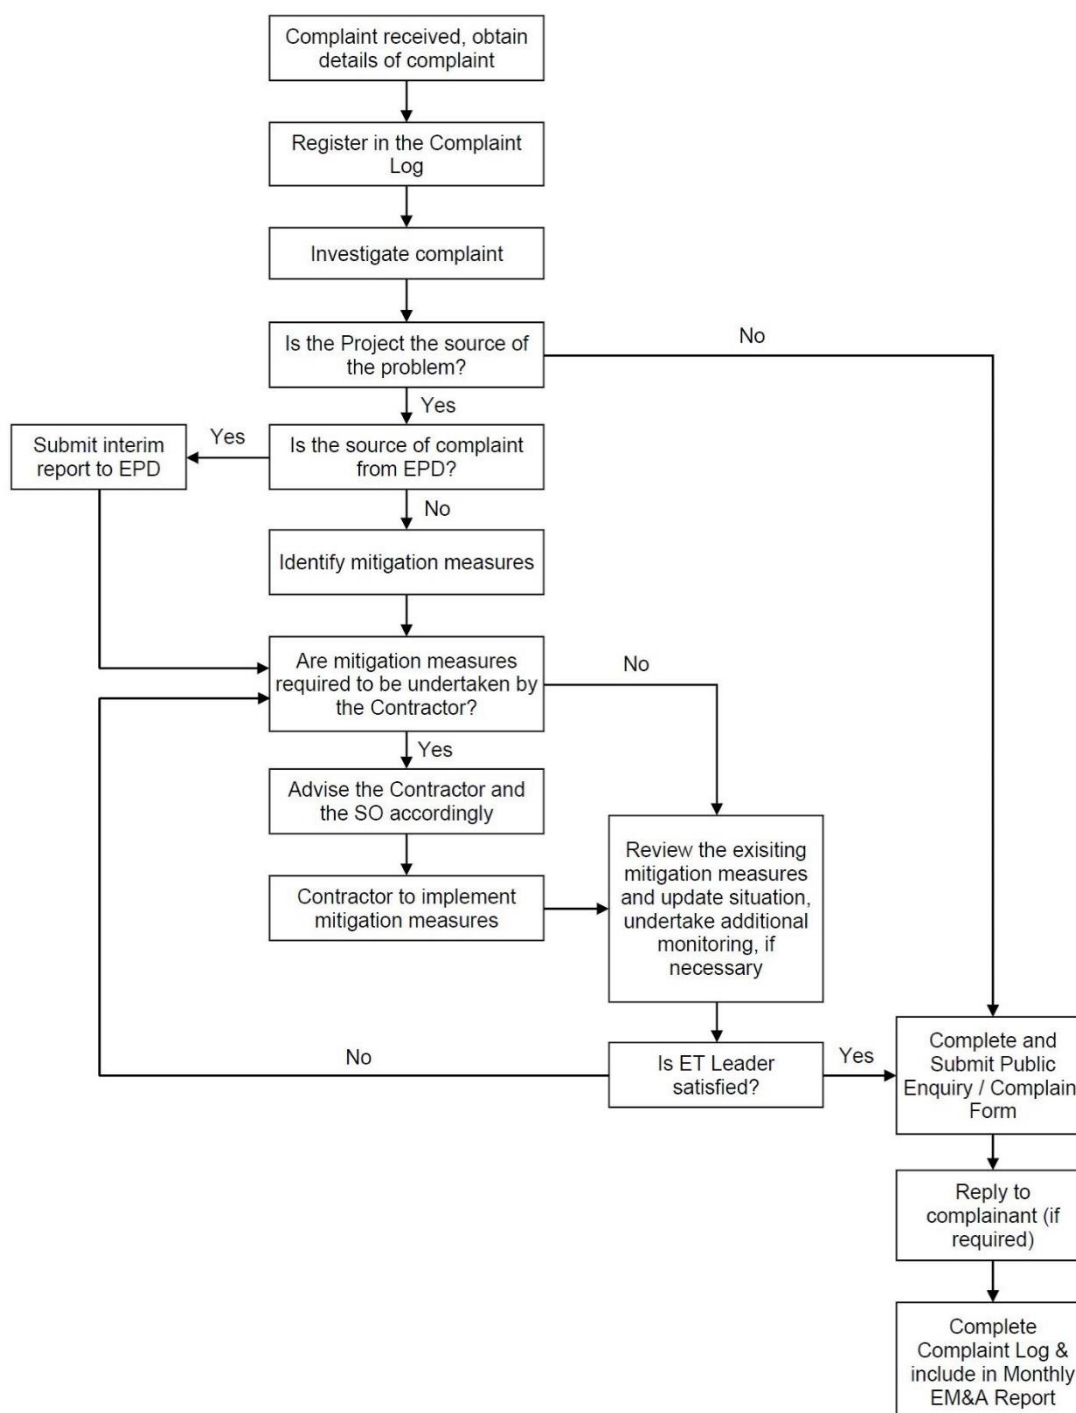 Complaint received, obtain
details of complaint
Register in the Complaint
Log
Investigate complaint
Is the Project the source of
the problem?
No
Yes
Submit interim
report to EPD
Yes
Is the source of complaint
from EPD?
No
Identify mitigation measures
Are mitigation measures
required to be undertaken by
the Contractor?
No
Yes
Advise the Contractor and
the SO accordingly
Contractor to implement
mitigation measures
Review the exisiting
mitigation measures
and update situation,
undertake additional
monitoring, if
necessary
No
Is ET Leader
satisfied?
Yes
Complete and
Submit Public
Enquiry / Complain
Form
Reply to
complainant (if
required)
Complete
Complaint Log &
include in Monthly
EM&A Report